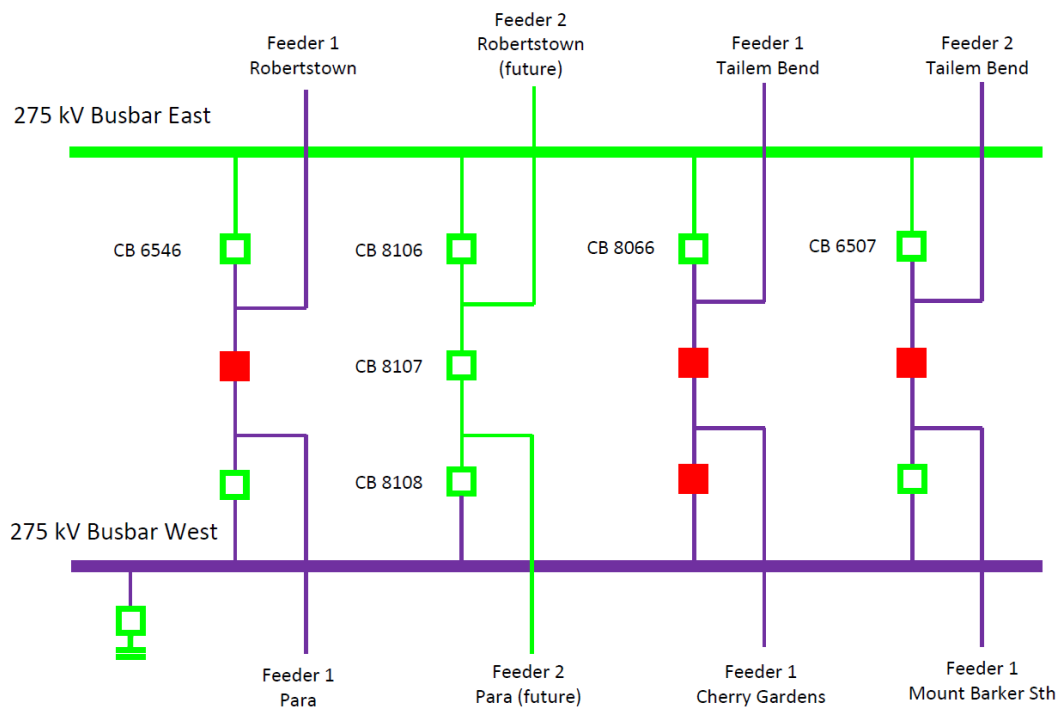 Feeder 1
Robertstown
Feeder 2
Robertstown
(future)
Feeder 1
Tailem Bend
Feeder 2
Tailem Bend
275 kV Busbar East
CB 6546
CB 8106
CB 8066
CB 6507
CB 8107
CB 8108
275 kV Busbar West
Feeder 1
Para
Feeder 2
Para (future)
Feeder 1
Cherry Gardens
Feeder 1
Mount Barker Sth